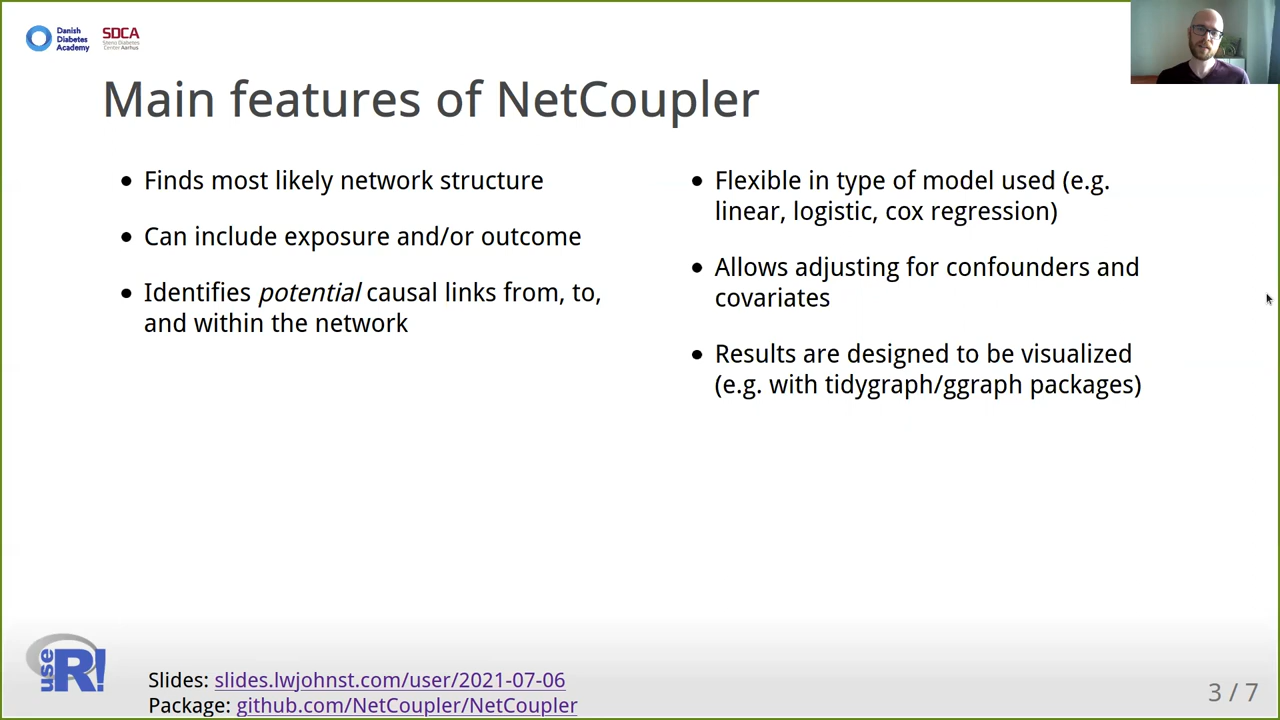 Danish
Diabetes
Academy
SDCA
Steno Diabetes
Center Aarhus
Main features of NetCoupler
• Finds most likely network structure
• Can include exposure and/or outcome
• Identifies potential causal links from, to,
and within the network
• Flexible in type of model used (e.g.
linear, logistic, cox regression)
• Allows adjusting for confounders and
covariates
• Results are designed to be visualized
(e.g. with tidygraph/ggraph packages)
use R!
Slides: slides.lwjohnst.com/user/2021-07-06
Package: github.com/NetCoupler/NetCoupler
3 / 7